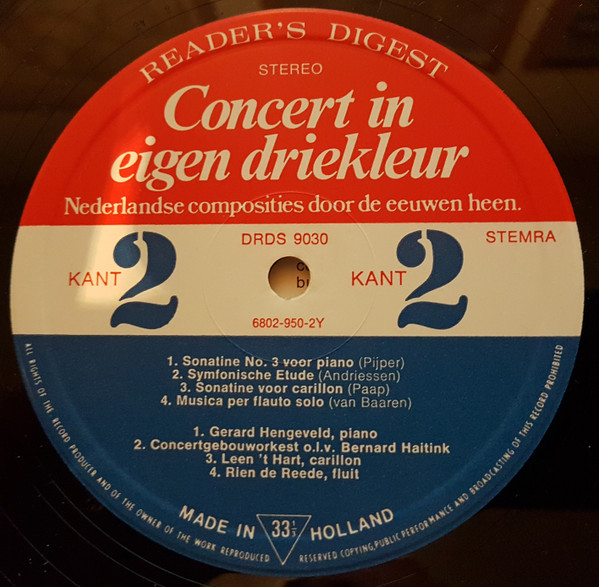 READER'S DIGEST
STEREO
Concert in
eigen driekleur
Nederlandse composities door de eeuwen heen.
DRDS 9030
STEMRA
KANT 2
KANT 2
6802-950-2Y
1. Sonatine No. 3 voor piano (Pijper)
2. Symfonische Etude (Andriessen)
3. Sonatine voor carillon (Paap)
4. Musica per flauto solo (van Baaren)
1. Gerard Hengeveld, piano
2. Concertgebouworkest o.l.v. Bernard Haitink
3. Leen 't Hart, carillon
4. Rien de Reede, fluit
MADE IN 33⅓ HOLLAND
ALL RIGHTS OF THE RECORD PRODUCER AND OF THE OWNER OF THE WORK REPRODUCED RESERVED COPYING,PUBLIC PERFORMANCE AND BROADCASTING OF THIS RECORD PROHIBITED